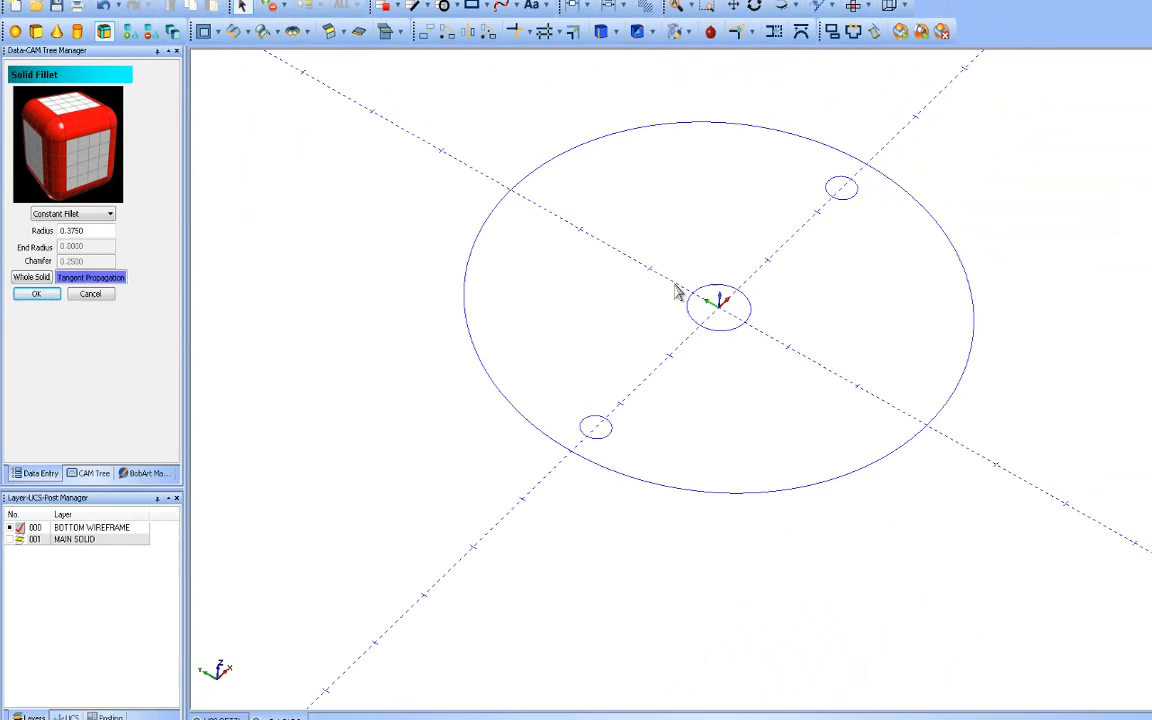 Aa
ALL
Data-CAM Tree Manager
Solid Fillet
Constant Fillet
Radius 0.3750
End Radius 0.0000
Chamfer 0.2500
Whole Solid Tangent Propagation
OK Cancel
Data Entry CAM Tree BobArt Ma...
Layer-UCS-Post Manager
No. Layer
000 BOTTOM WIREFRAME
001 MAIN SOLID
Y Z X
Layers UCS Posting